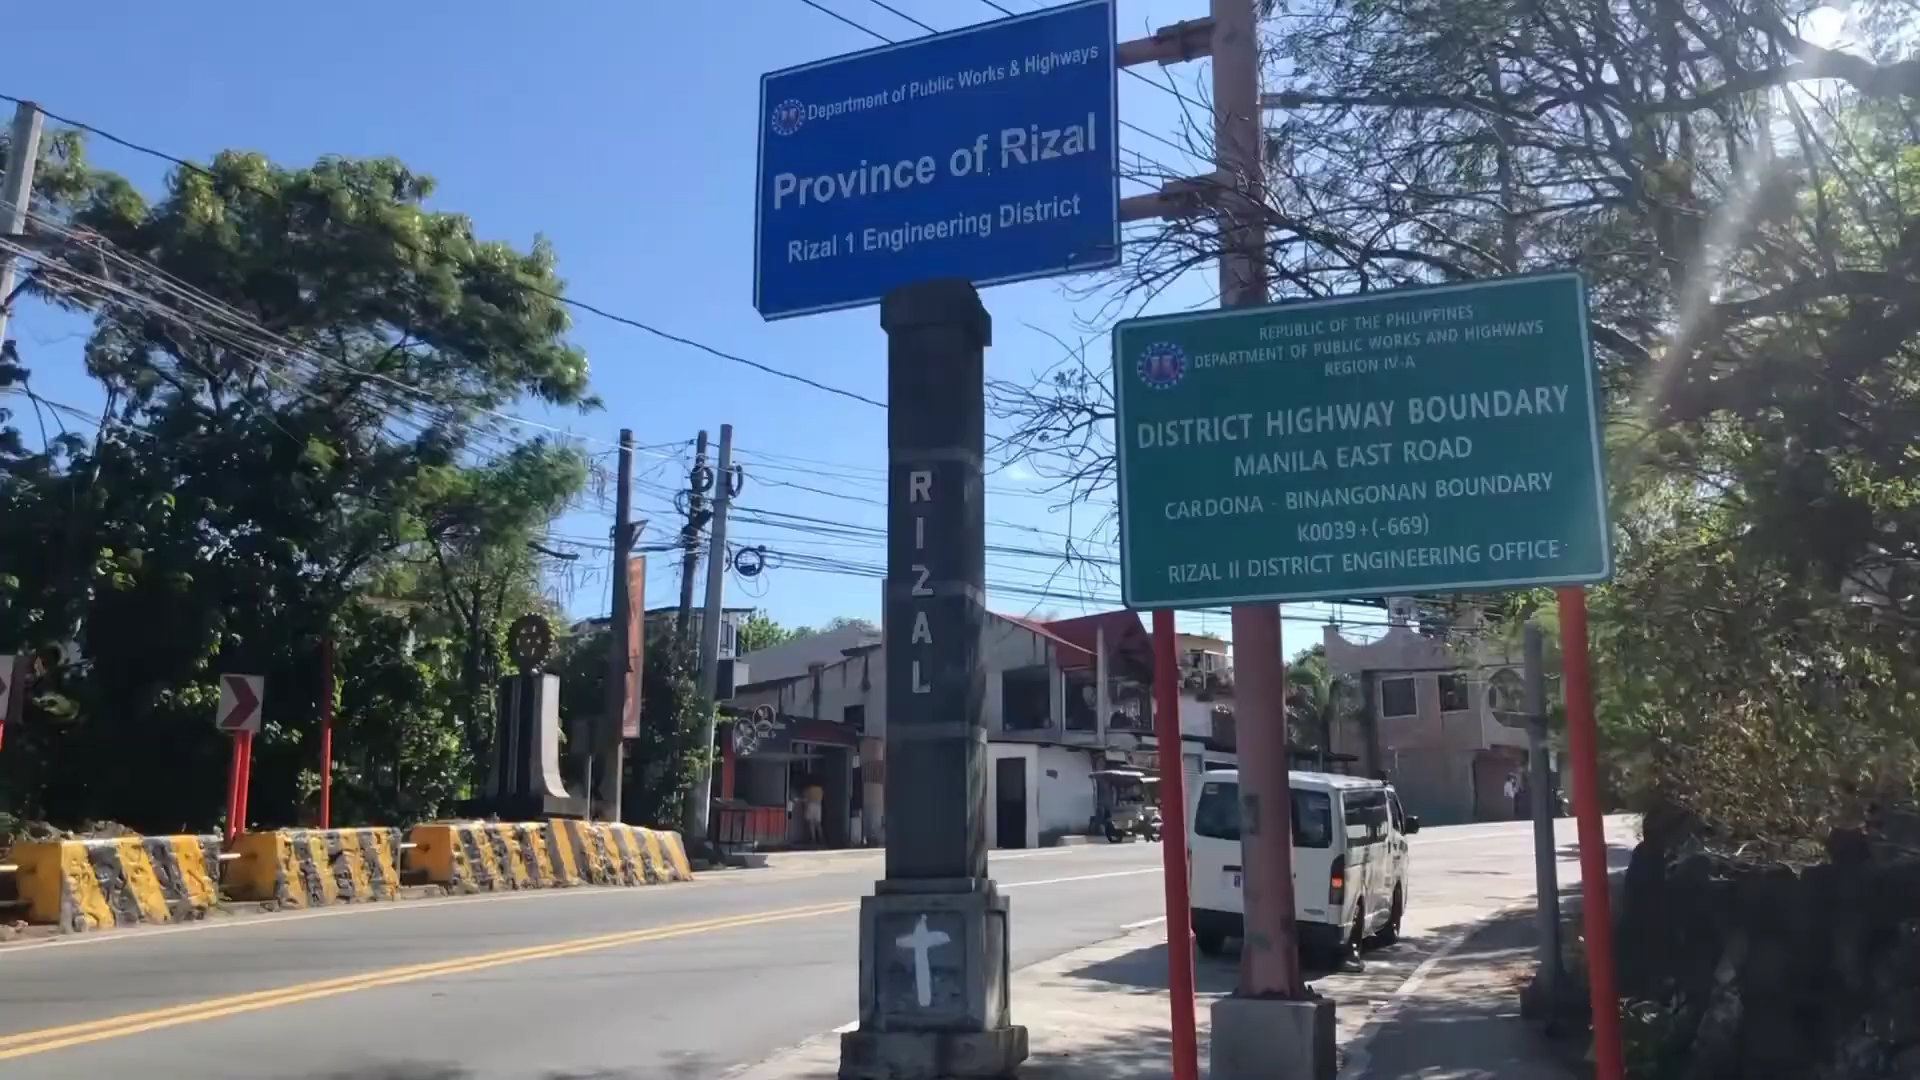 Department of Public Works & Highways
Province of Rizal
Rizal 1 Engineering District
REPUBLIC OF THE PHILIPPINES
DEPARTMENT OF PUBLIC WORKS AND HIGHWAYS
REGION IV-A
DISTRICT HIGHWAY BOUNDARY
MANILA EAST ROAD
CARDONA - BINANGONAN BOUNDARY
K0039+(-669)
RIZAL II DISTRICT ENGINEERING OFFICE
RIZAL